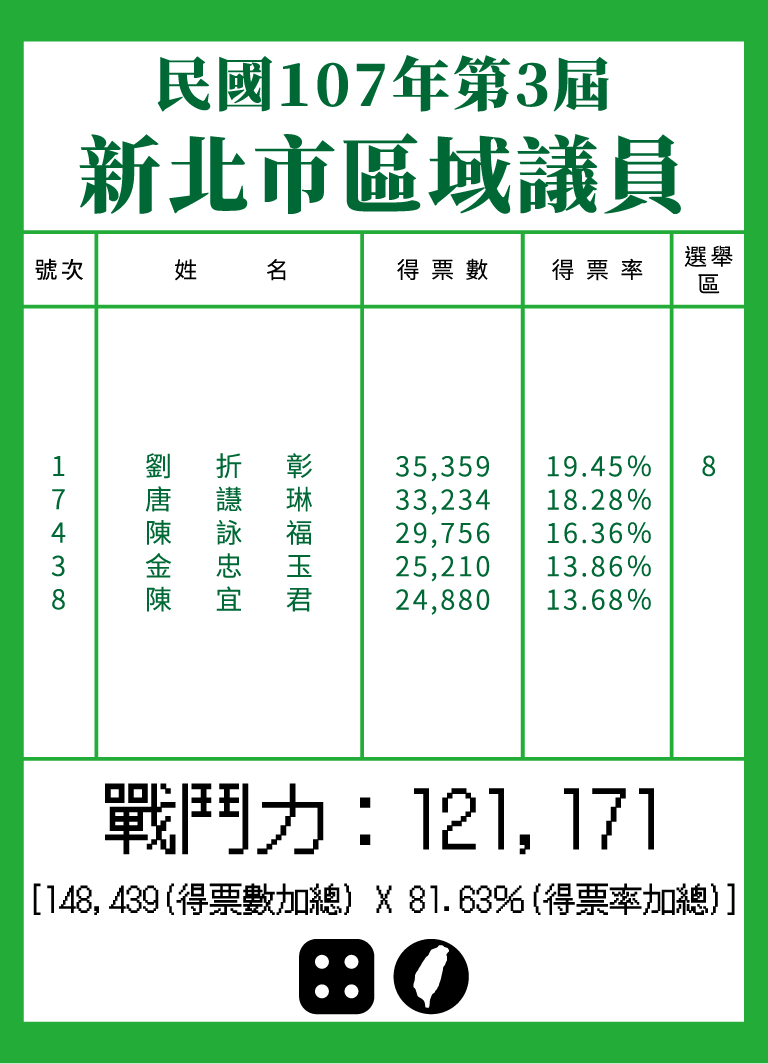 民國107年第3屆
新北市區域議員
號次 姓名 得票數 得票率 選舉區
1 劉折彰 35,359 19.45% 8
7 唐諱琳 33,234 18.28%
4 陳詠福 29,756 16.36%
3 金忠玉 25,210 13.86%
8 陳宜君 24,880 13.68%
戰鬥力：121,171
[148,439(得票數加總) X 81.63%(得票率加總)]